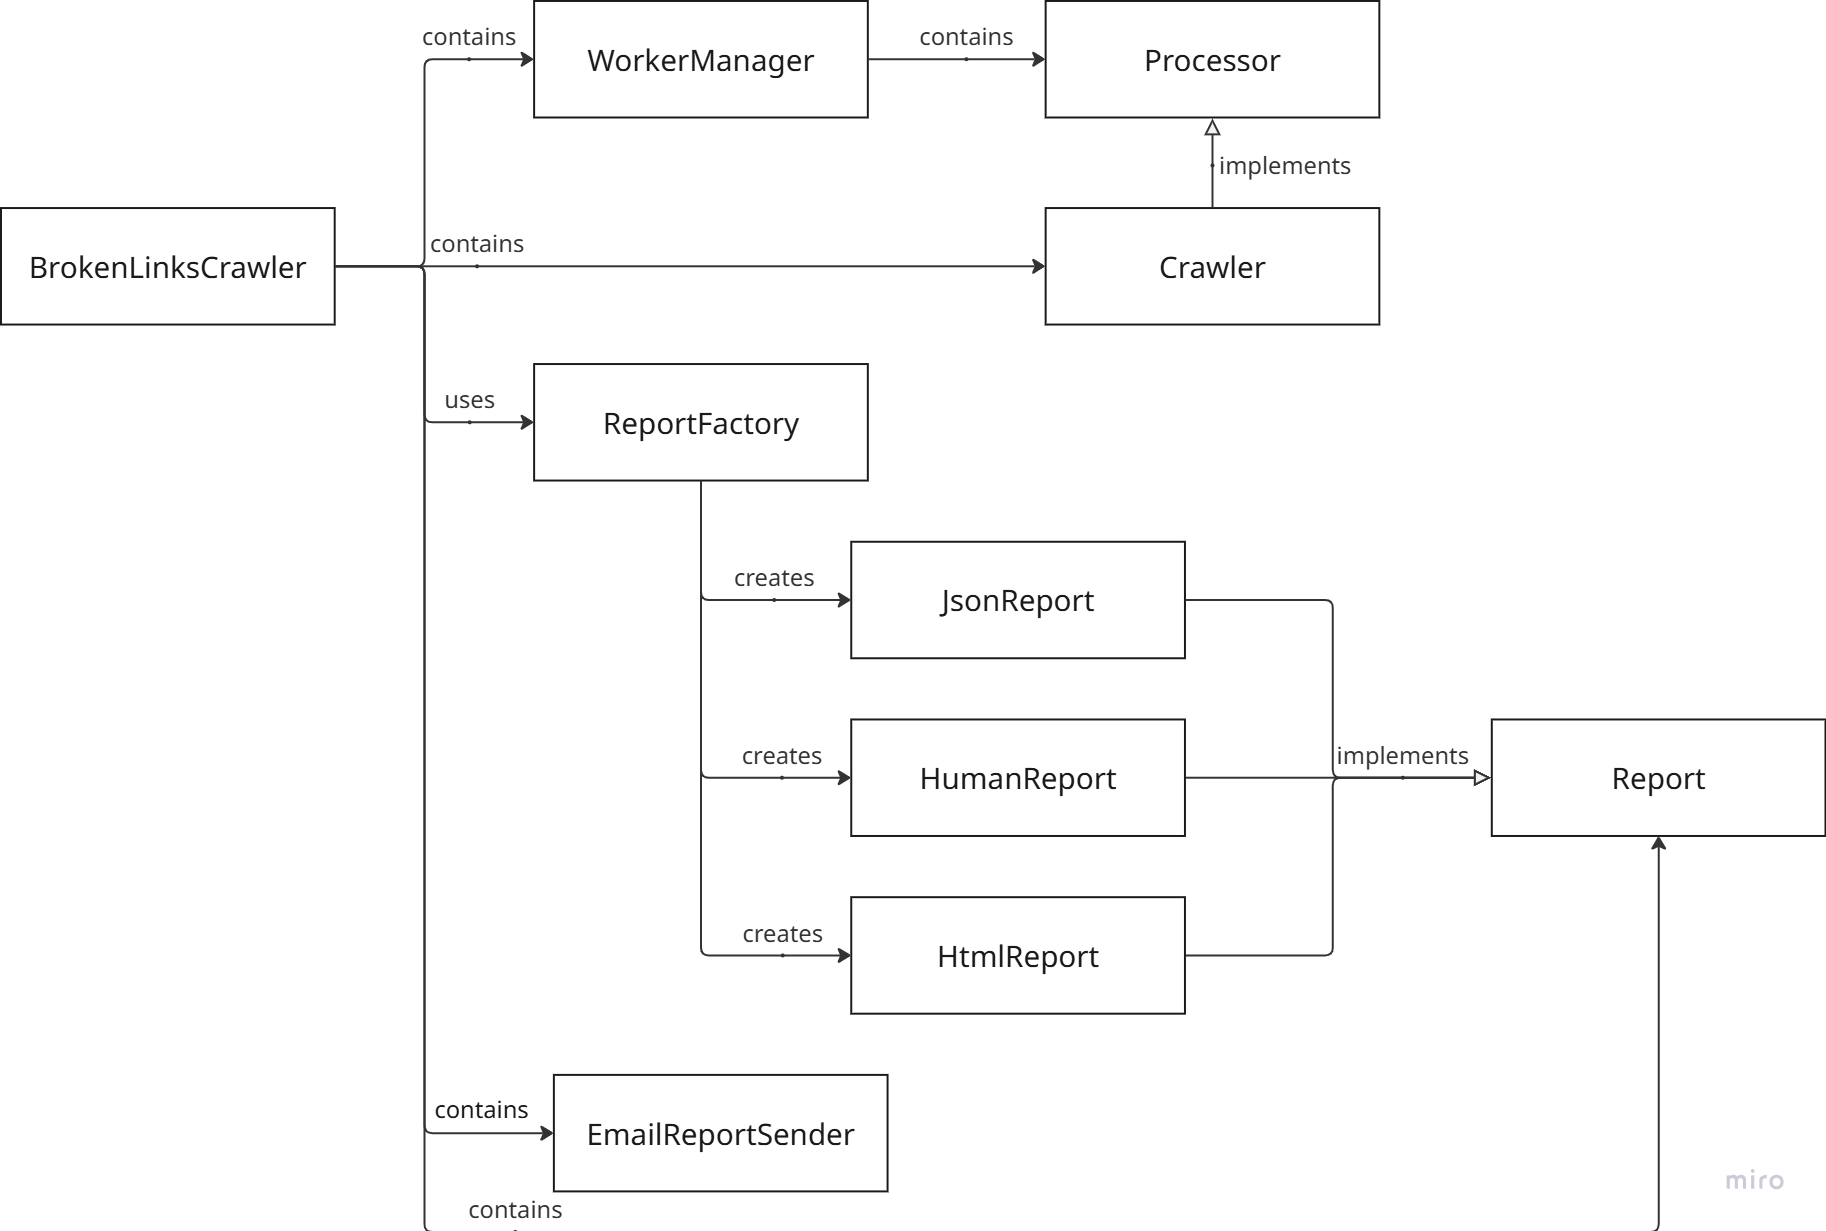 contains
WorkerManager
contains
Processor
implements
BrokenLinksCrawler
contains
Crawler
uses
ReportFactory
creates
JsonReport
creates
HumanReport
implements
Report
creates
HtmlReport
contains
EmailReportSender
contains
miro